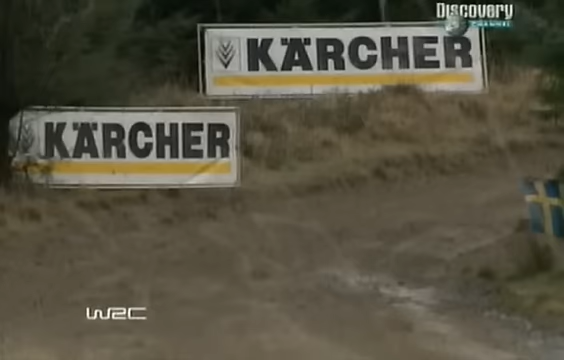 Discovery
CHANNEL
KÄRCHER
KÄRCHER
WRC